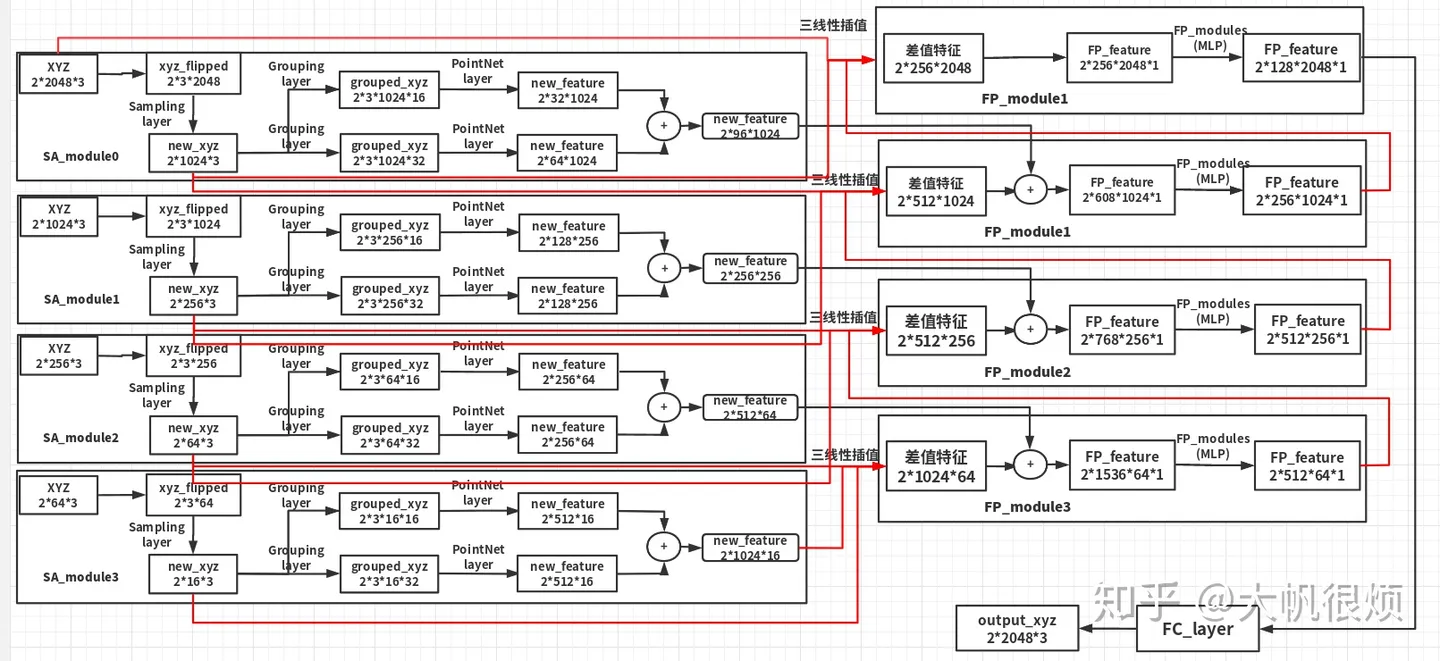 三线性插值
XYZ
2*2048*3
xyz_flipped
2*3*2048
Sampling
layer
new_xyz
2*1024*3
SA_module0
Grouping
layer
grouped_xyz
2*3*1024*16
PointNet
layer
new_feature
2*32*1024
Grouping
layer
grouped_xyz
2*3*1024*32
PointNet
layer
new_feature
2*64*1024
+
new_feature
2*96*1024
差值特征
2*256*2048
FP_feature
2*256*2048*1
FP_modules
(MLP)
FP_feature
2*128*2048*1
FP_module1
三线性插值
XYZ
2*1024*3
xyz_flipped
2*3*1024
Sampling
layer
new_xyz
2*256*3
SA_module1
Grouping
layer
grouped_xyz
2*3*256*16
PointNet
layer
new_feature
2*128*256
Grouping
layer
grouped_xyz
2*3*256*32
PointNet
layer
new_feature
2*128*256
+
new_feature
2*256*256
差值特征
2*512*1024
+
FP_feature
2*608*1024*1
FP_modules
(MLP)
FP_feature
2*256*1024*1
FP_module1
三线性插值
XYZ
2*256*3
xyz_flipped
2*3*256
Sampling
layer
new_xyz
2*64*3
SA_module2
Grouping
layer
grouped_xyz
2*3*64*16
PointNet
layer
new_feature
2*256*64
Grouping
layer
grouped_xyz
2*3*64*32
PointNet
layer
new_feature
2*256*64
+
new_feature
2*512*64
差值特征
2*512*256
+
FP_feature
2*768*256*1
FP_modules
(MLP)
FP_feature
2*512*256*1
FP_module2
三线性插值
XYZ
2*64*3
xyz_flipped
2*3*64
Sampling
layer
new_xyz
2*16*3
SA_module3
Grouping
layer
grouped_xyz
2*3*16*16
PointNet
layer
new_feature
2*512*16
Grouping
layer
grouped_xyz
2*3*16*32
PointNet
layer
new_feature
2*512*16
+
new_feature
2*1024*16
差值特征
2*1024*64
+
FP_feature
2*1536*64*1
FP_modules
(MLP)
FP_feature
2*512*64*1
FP_module3
output_xyz
2*2048*3
FC_layer
知乎 @大帆很烦